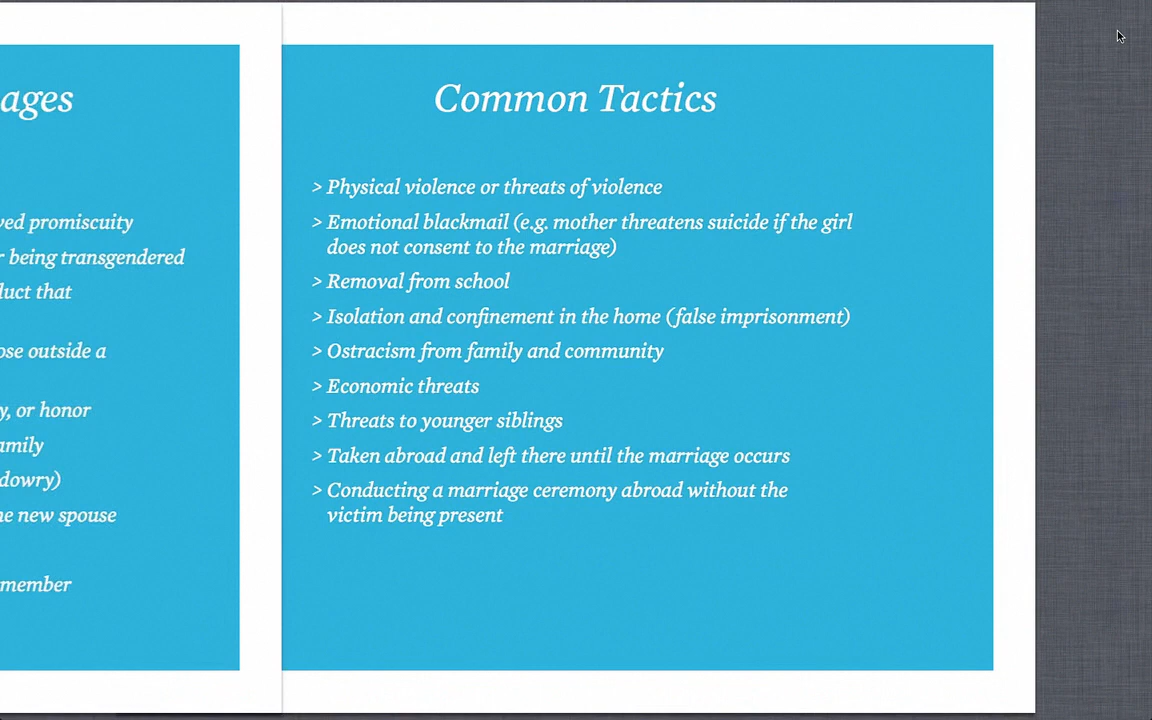 ages
ved promiscuity
r being transgendered
luct that
ose outside a
y, or honor
amily
dowry)
he new spouse
member
Common Tactics
> Physical violence or threats of violence
> Emotional blackmail (e.g. mother threatens suicide if the girl
does not consent to the marriage)
> Removal from school
> Isolation and confinement in the home (false imprisonment)
> Ostracism from family and community
> Economic threats
> Threats to younger siblings
> Taken abroad and left there until the marriage occurs
> Conducting a marriage ceremony abroad without the
victim being present